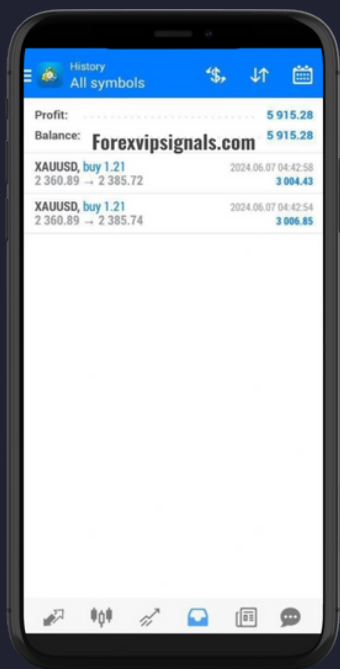 History
All symbols
Profit: 5 915.28
Balance: 5 915.28
Forexvipsignals.com
XAUUSD, buy 1.21 2024.06.07 04:42:58
2 360.89 → 2 385.72 3 004.43
XAUUSD, buy 1.21 2024.06.07 04:42:54
2 360.89 → 2 385.74 3 006.85